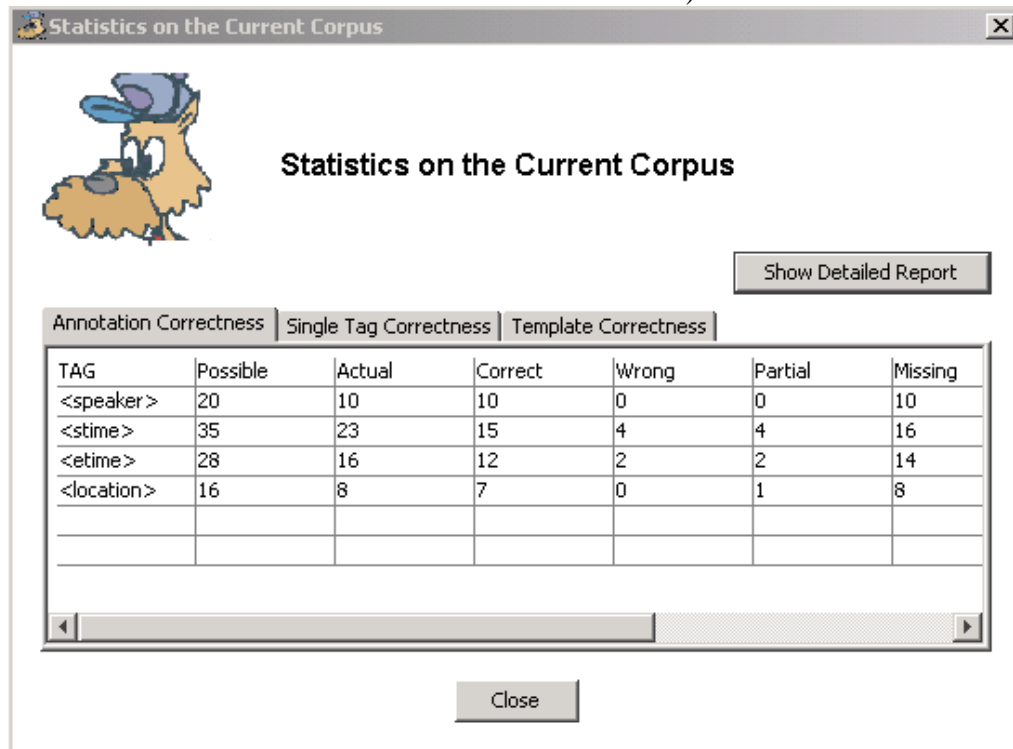 Statistics on the Current Corpus
Statistics on the Current Corpus
Show Detailed Report
Annotation Correctness Single Tag Correctness Template Correctness
TAG Possible Actual Correct Wrong Partial Missing
<speaker> 20 10 10 0 0 10
<stime> 35 23 15 4 4 16
<etime> 28 16 12 2 2 14
<location> 16 8 7 0 1 8
Close